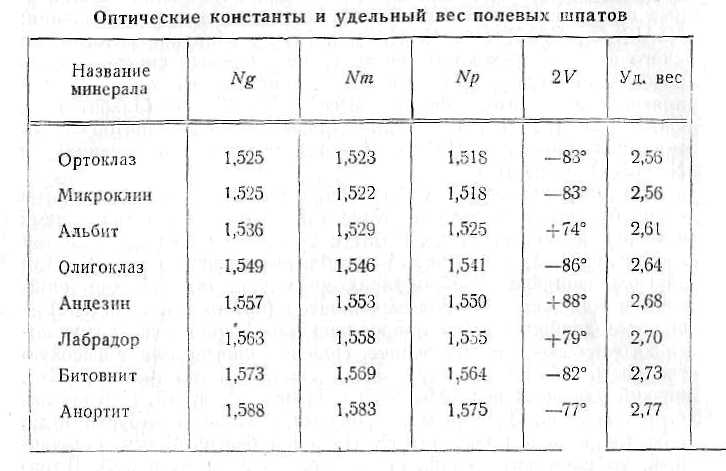 Оптические константы и удельный вес полевых шпатов
Название минерала Ng Nm Np 2V Уд. вес
Ортоклаз 1,525 1,523 1,518 —83° 2,56
Микроклин 1,525 1,522 1,518 —83° 2,56
Альбит 1,536 1,529 1,525 +74° 2,61
Олигоклаз 1,549 1,546 1,541 —86° 2,64
Андезин 1,557 1,553 1,550 +88° 2,68
Лабрадор 1,563 1,558 1,555 +79° 2,70
Битовнит 1,573 1,569 1,564 —82° 2,73
Анортит 1,588 1,583 1,575 —77° 2,77